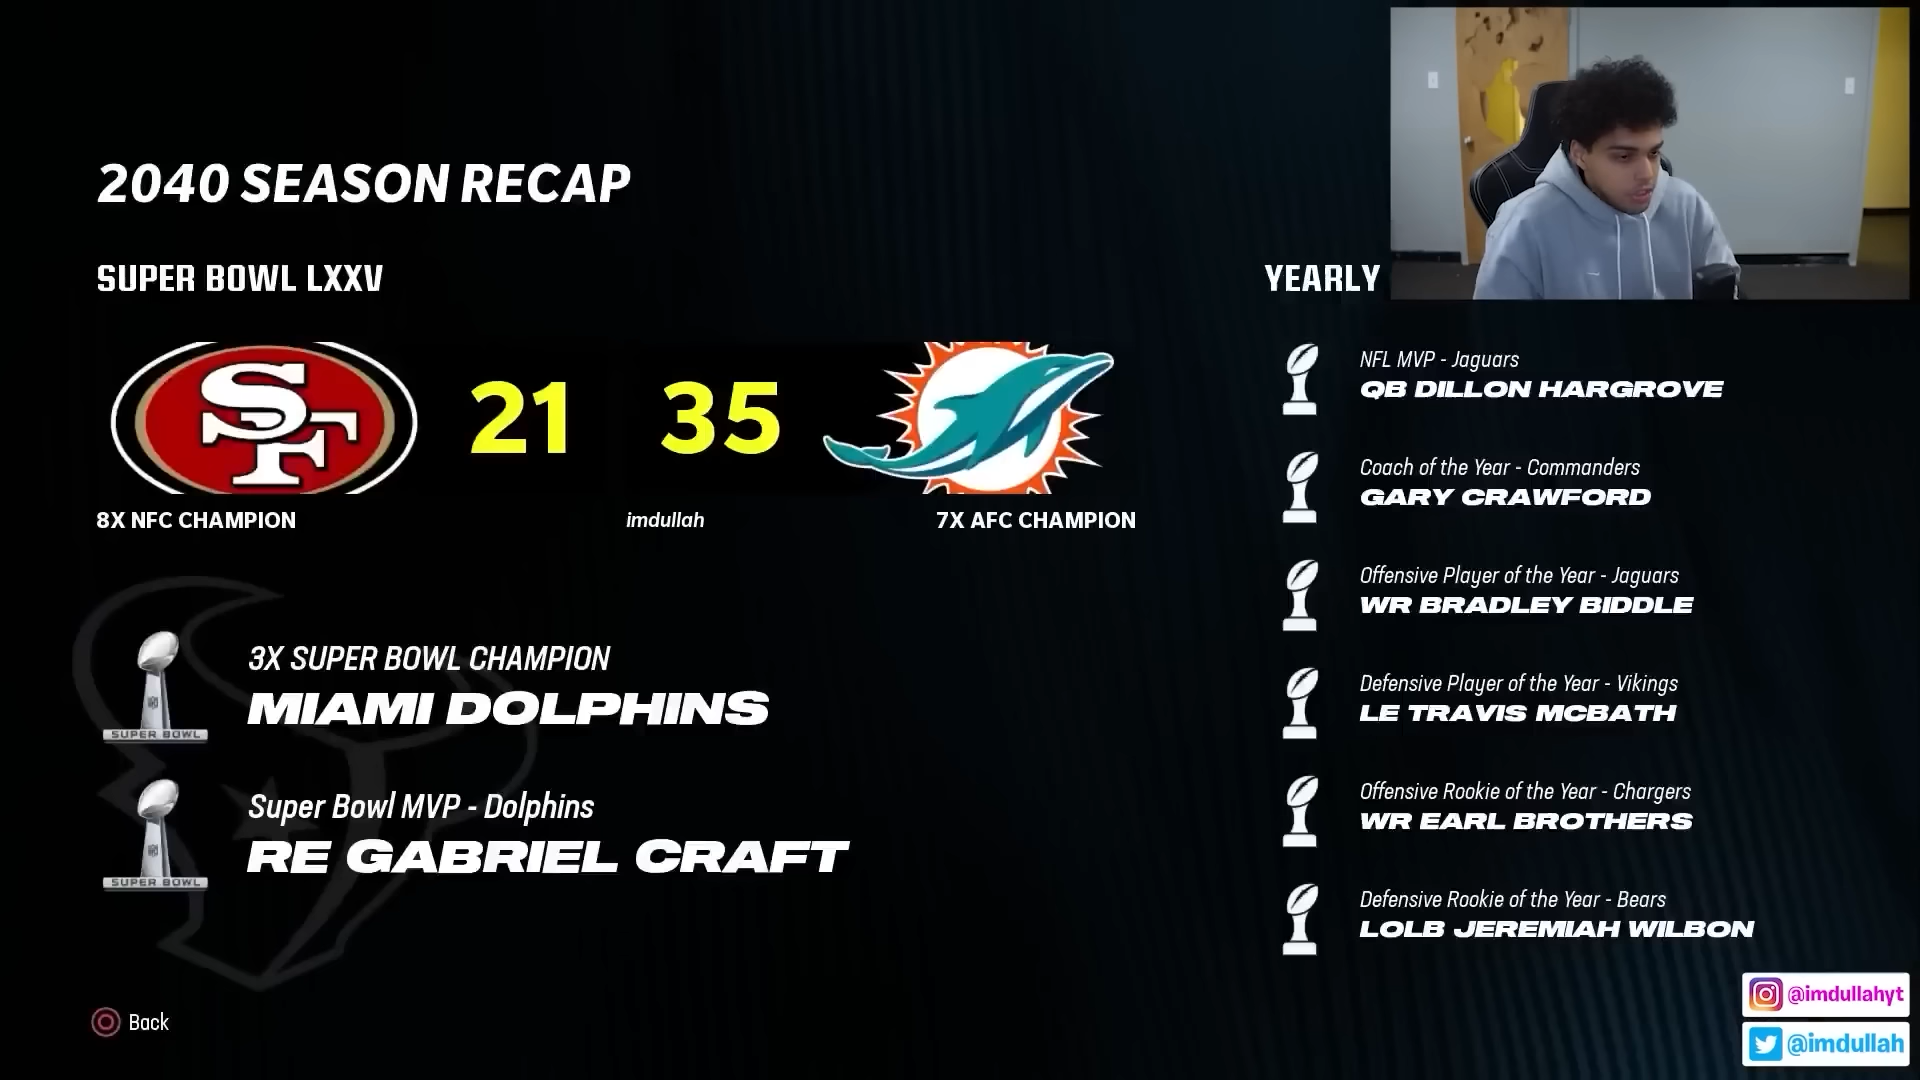 2040 SEASON RECAP
SUPER BOWL LXXV
SF
21 35
8X NFC CHAMPION
imdullah
7X AFC CHAMPION
SUPER BOWL
3X SUPER BOWL CHAMPION
MIAMI DOLPHINS
SUPER BOWL
Super Bowl MVP - Dolphins
RE GABRIEL CRAFT
YEARLY
NFL MVP - Jaguars
QB DILLON HARGROVE
Coach of the Year - Commanders
GARY CRAWFORD
Offensive Player of the Year - Jaguars
WR BRADLEY BIDDLE
Defensive Player of the Year - Vikings
LE TRAVIS MCBATH
Offensive Rookie of the Year - Chargers
WR EARL BROTHERS
Defensive Rookie of the Year - Bears
LOLB JEREMIAH WILBON
Back
@imdullahyt
@imdullah